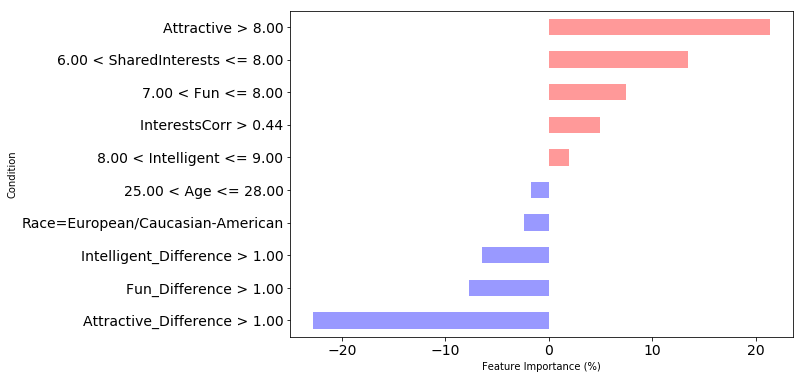 Attractive > 8.00
6.00 < SharedInterests <= 8.00
7.00 < Fun <= 8.00
InterestsCorr > 0.44
8.00 < Intelligent <= 9.00
25.00 < Age <= 28.00
Race=European/Caucasian-American
Intelligent_Difference > 1.00
Fun_Difference > 1.00
Attractive_Difference > 1.00
Condition
−20 −10 0 10 20
Feature Importance (%)